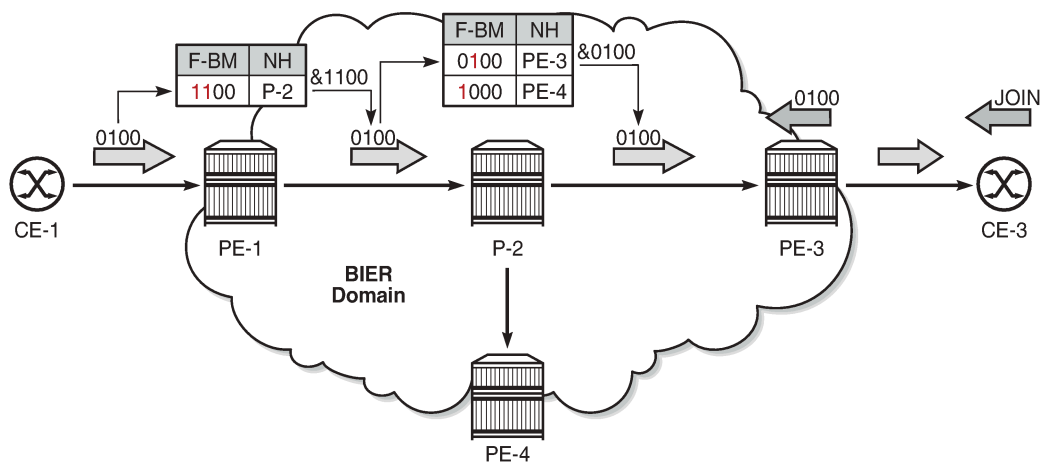 F-BM NH
1100 P-2
F-BM NH
0100 PE-3
1000 PE-4
&1100
&0100
0100
0100
0100
0100
JOIN
CE-1
PE-1
P-2
PE-3
CE-3
BIER
Domain
PE-4